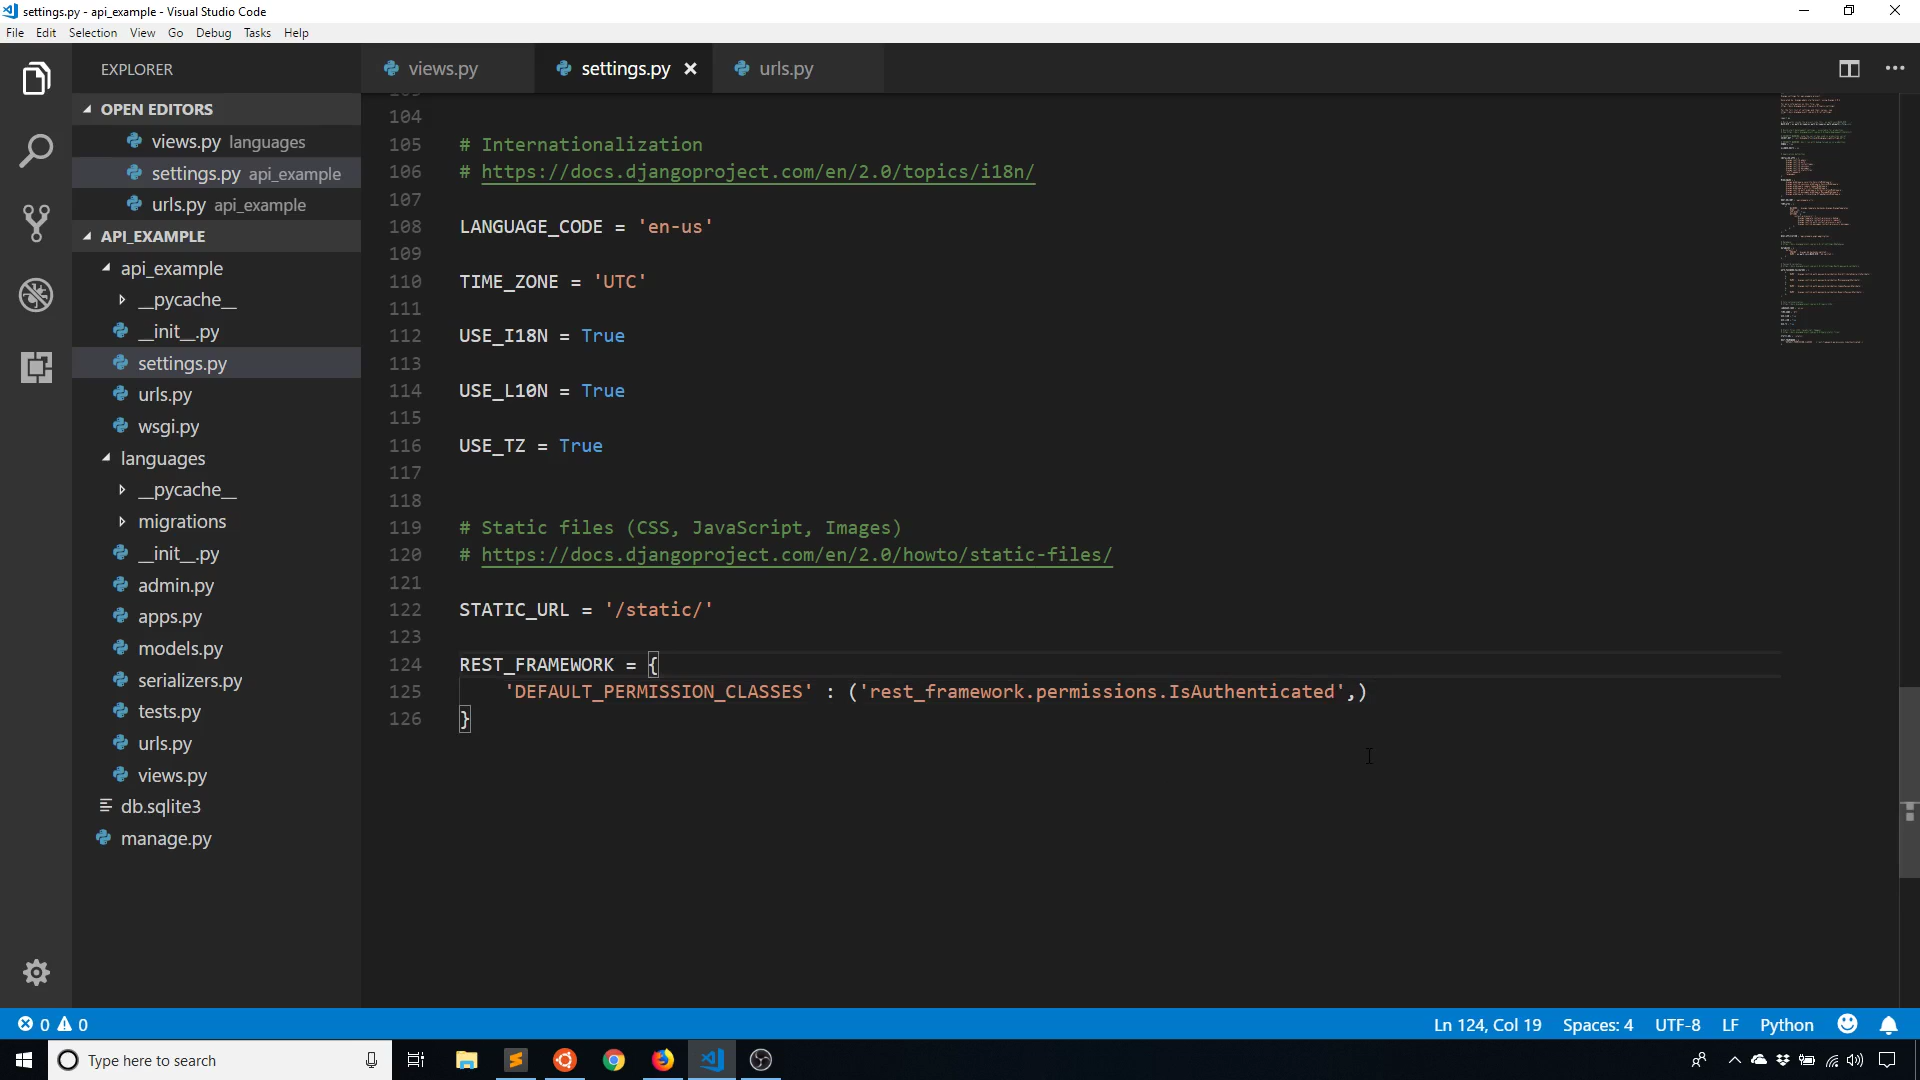 settings.py - api_example - Visual Studio Code
File Edit Selection View Go Debug Tasks Help
EXPLORER
views.py settings.py urls.py
OPEN EDITORS
views.py languages
settings.py api_example
urls.py api_example
API_EXAMPLE
api_example
__pycache__
__init__.py
settings.py
urls.py
wsgi.py
languages
__pycache__
migrations
__init__.py
admin.py
apps.py
models.py
serializers.py
tests.py
urls.py
views.py
db.sqlite3
manage.py
104
105 # Internationalization
106 # https://docs.djangoproject.com/en/2.0/topics/i18n/
107
108 LANGUAGE_CODE = 'en-us'
109
110 TIME_ZONE = 'UTC'
111
112 USE_I18N = True
113
114 USE_L10N = True
115
116 USE_TZ = True
117
118
119 # Static files (CSS, JavaScript, Images)
120 # https://docs.djangoproject.com/en/2.0/howto/static-files/
121
122 STATIC_URL = '/static/'
123
124 REST_FRAMEWORK = {
125 'DEFAULT_PERMISSION_CLASSES' : ('rest_framework.permissions.IsAuthenticated',)
126 }
0 0 Ln 124, Col 19 Spaces: 4 UTF-8 LF Python
Type here to search